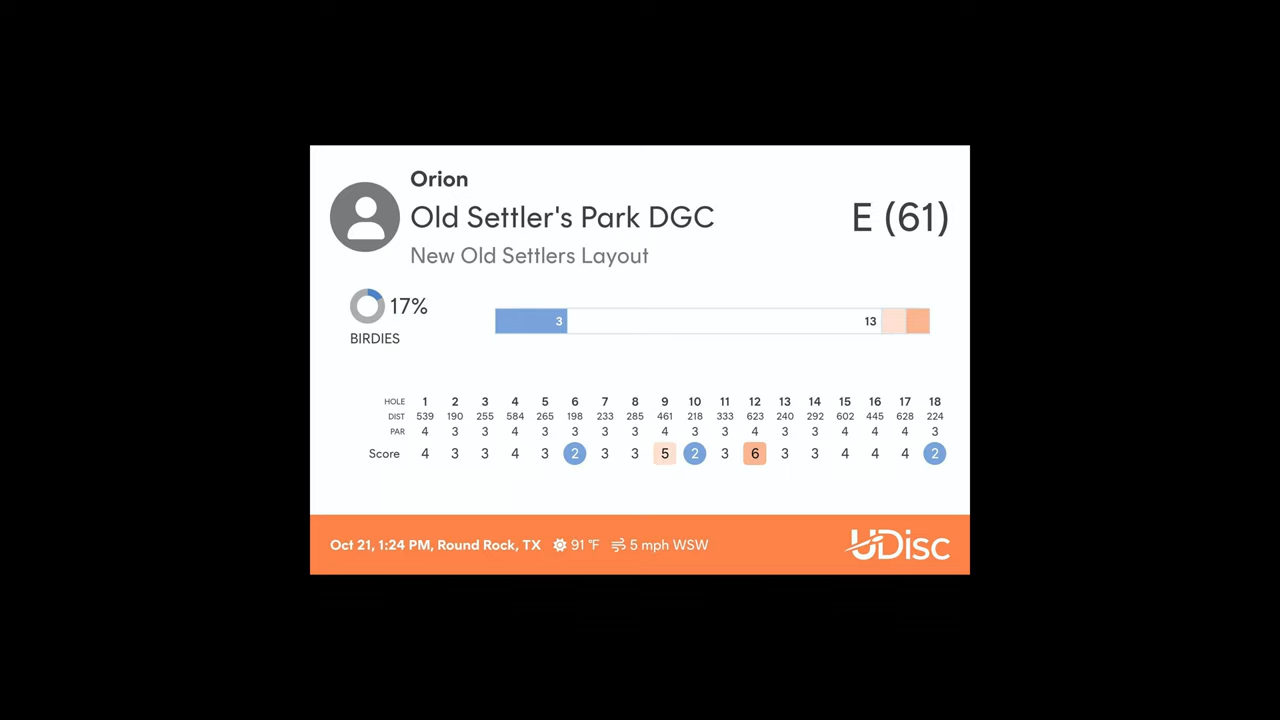 Orion
Old Settler's Park DGC
E (61)
New Old Settlers Layout
17%
BIRDIES
3 13
HOLE 1 2 3 4 5 6 7 8 9 10 11 12 13 14 15 16 17 18
DIST 539 190 255 584 265 198 233 285 461 218 333 623 240 292 602 445 628 224
PAR 4 3 3 4 3 3 3 3 4 3 3 4 3 3 4 4 4 3
Score 4 3 3 4 3 2 3 3 5 2 3 6 3 3 4 4 4 2
Oct 21, 1:24 PM, Round Rock, TX 91 °F 5 mph WSW
UDisc